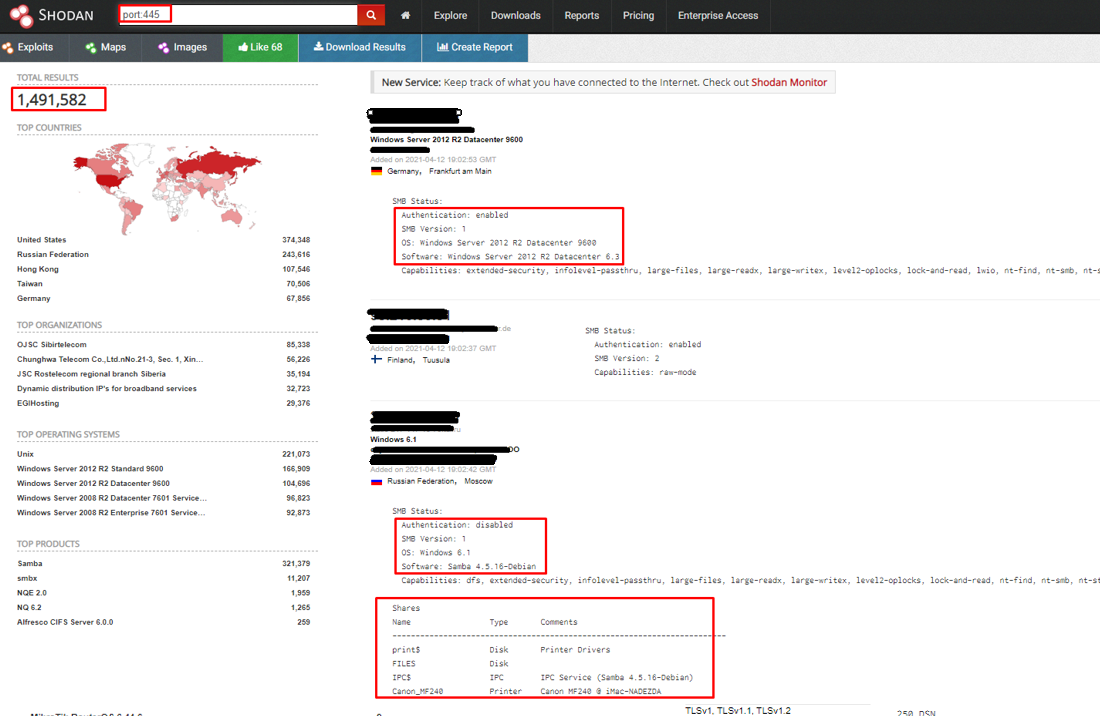 SHODAN
port:445
Explore
Downloads
Reports
Pricing
Enterprise Access
Exploits
Maps
Images
Like 68
Download Results
Create Report
TOTAL RESULTS
1,491,582
TOP COUNTRIES
United States 374,348
Russian Federation 243,616
Hong Kong 107,546
Taiwan 70,506
Germany 67,856
TOP ORGANIZATIONS
OJSC Sibirtelecom 85,338
Chunghwa Telecom Co.,Ltd.nNo.21-3, Sec. 1, Xin... 56,226
JSC Rostelecom regional branch Siberia 35,194
Dynamic distribution IP's for broadband services 32,723
EGIHosting 29,376
TOP OPERATING SYSTEMS
Unix 221,073
Windows Server 2012 R2 Standard 9600 166,909
Windows Server 2012 R2 Datacenter 9600 104,696
Windows Server 2008 R2 Datacenter 7601 Service... 96,823
Windows Server 2008 R2 Enterprise 7601 Service... 92,873
TOP PRODUCTS
Samba 321,379
smbx 11,207
NQE 2.0 1,959
NQ 6.2 1,265
Alfresco CIFS Server 6.0.0 259
New Service: Keep track of what you have connected to the Internet. Check out Shodan Monitor
Windows Server 2012 R2 Datacenter 9600
Added on 2021-04-12 19:02:53 GMT
Germany, Frankfurt am Main
SMB Status:
Authentication: enabled
SMB Version: 1
OS: Windows Server 2012 R2 Datacenter 9600
Software: Windows Server 2012 R2 Datacenter 6.3
Capabilities: extended-security, infolevel-passthru, large-files, large-readx, large-writex, level2-oplocks, lock-and-read, lwio, nt-find, nt-smb, nt-s
.de
Added on 2021-04-12 19:02:37 GMT
Finland, Tuusula
SMB Status:
Authentication: enabled
SMB Version: 2
Capabilities: raw-mode
Windows 6.1
Added on 2021-04-12 19:02:42 GMT
Russian Federation, Moscow
SMB Status:
Authentication: disabled
SMB Version: 1
OS: Windows 6.1
Software: Samba 4.5.16-Debian
Capabilities: dfs, extended-security, infolevel-passthru, large-files, large-readx, large-writex, level2-oplocks, lock-and-read, nt-find, nt-smb, nt-st
Shares
Name Type Comments
------------------------------------------------------------------------
print$ Disk Printer Drivers
FILES Disk
IPC$ IPC IPC Service (Samba 4.5.16-Debian)
Canon_MF240 Printer Canon MF240 @ iMac-NADEZDA
TLSv1, TLSv1.1, TLSv1.2
250 DSN